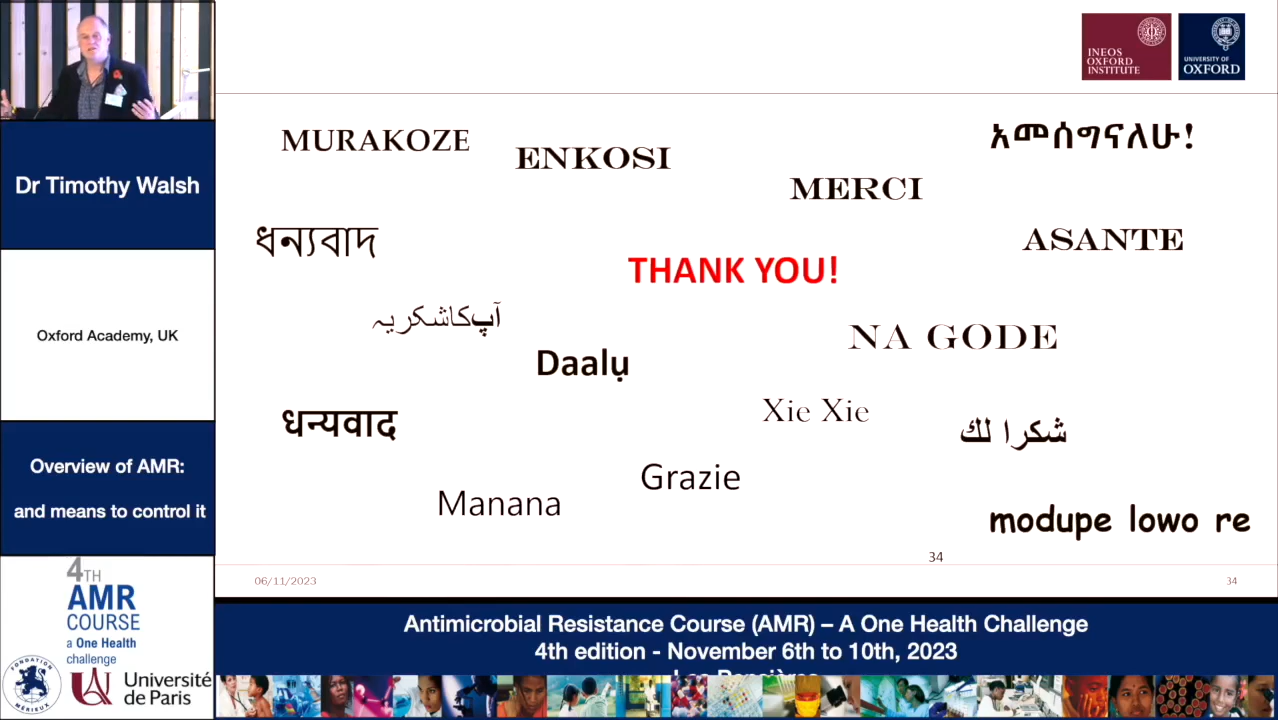 INEOS
OXFORD
INSTITUTE
UNIVERSITY OF
OXFORD
MURAKOZE
ENKOSI
አመሰግናለሁ!
MERCI
Dr Timothy Walsh
ধন্যবাদ
ASANTE
THANK YOU!
آپکاشکریہ
Oxford Academy, UK
NA GODE
Daalụ
Xie Xie
धन्यवाद
شكرا لك
Overview of AMR:
and means to control it
Grazie
Manana
modupe lowo re
34
06/11/2023
34
4TH
AMR
COURSE
a One Health
challenge
FONDATION
MÉRIEUX
Université
de Paris
Antimicrobial Resistance Course (AMR) – A One Health Challenge
4th edition - November 6th to 10th, 2023